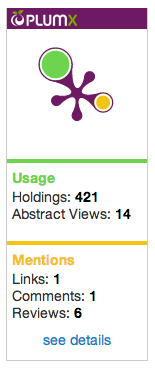 PLUMX
Usage
Holdings: 421
Abstract Views: 14
Mentions
Links: 1
Comments: 1
Reviews: 6
see details